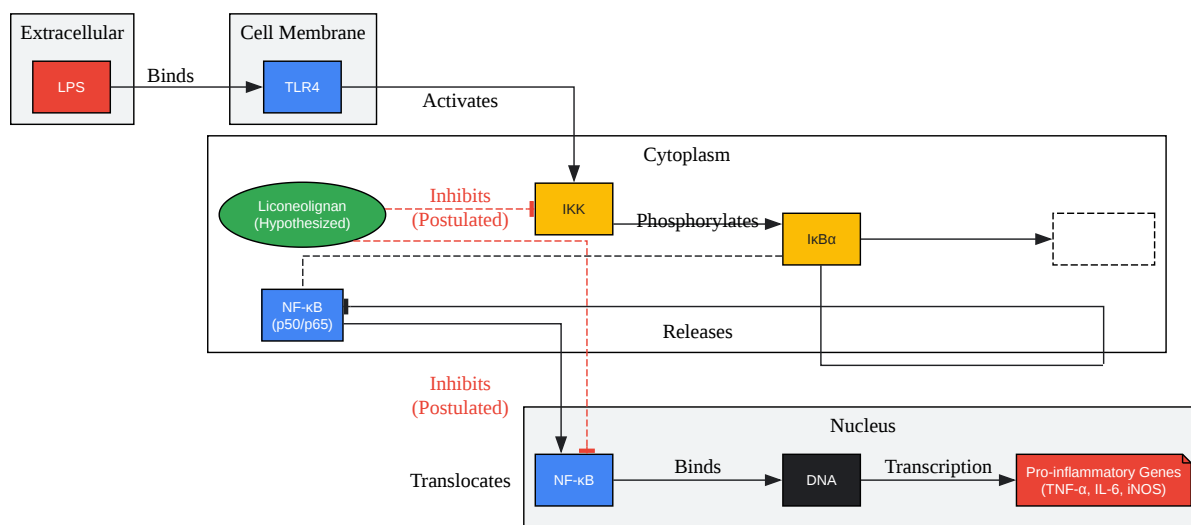 Extracellular
LPS
Binds
Cell Membrane
TLR4
Activates
Cytoplasm
Liconeolignan
(Hypothesized)
Inhibits
(Postulated)
IKK
Phosphorylates
IκBα
NF-κB
(p50/p65)
Releases
Inhibits
(Postulated)
Translocates
Nucleus
NF-κB
Binds
DNA
Transcription
Pro-inflammatory Genes
(TNF-α, IL-6, iNOS)